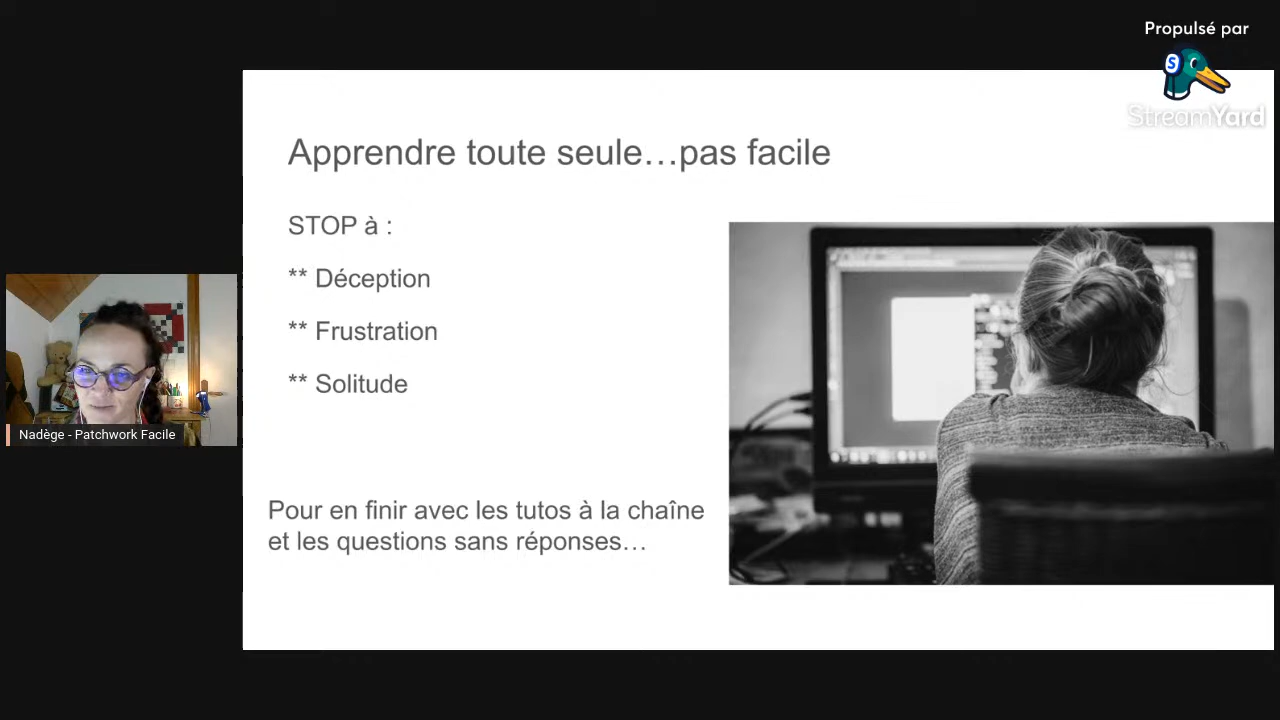 Propulsé par
StreamYard
Apprendre toute seule…pas facile
STOP à :
** Déception
** Frustration
** Solitude
Pour en finir avec les tutos à la chaîne
et les questions sans réponses…
Nadège - Patchwork Facile